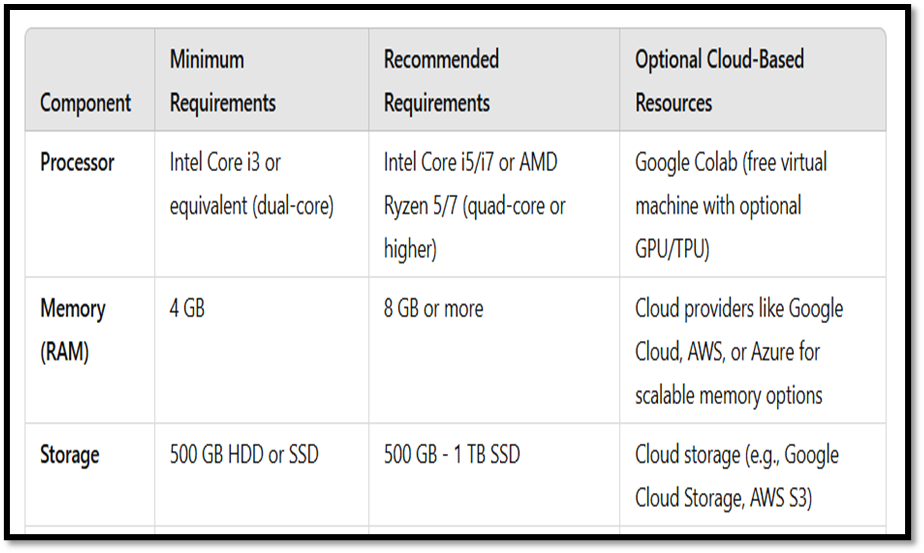 Component
Minimum
Requirements
Recommended
Requirements
Optional Cloud-Based
Resources
Processor
Intel Core i3 or
equivalent (dual-core)
Intel Core i5/i7 or AMD
Ryzen 5/7 (quad-core or
higher)
Google Colab (free virtual
machine with optional
GPU/TPU)
Memory
(RAM)
4 GB
8 GB or more
Cloud providers like Google
Cloud, AWS, or Azure for
scalable memory options
Storage
500 GB HDD or SSD
500 GB - 1 TB SSD
Cloud storage (e.g., Google
Cloud Storage, AWS S3)